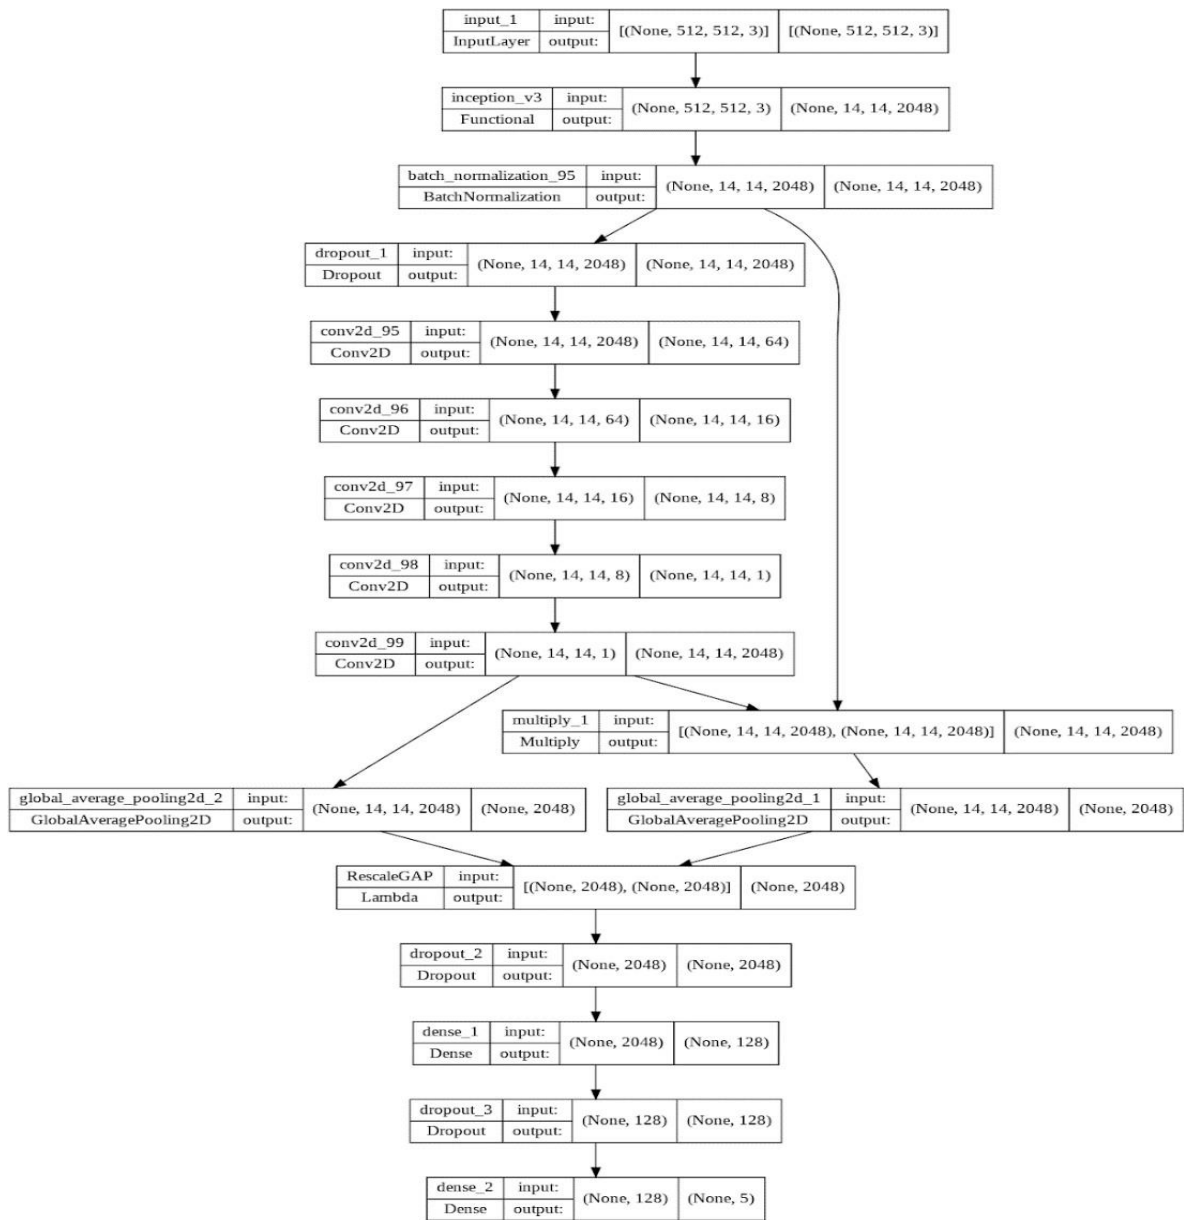 input_1 input: [(None, 512, 512, 3)] [(None, 512, 512, 3)]
InputLayer output:
inception_v3 input: (None, 512, 512, 3) (None, 14, 14, 2048)
Functional output:
batch_normalization_95 input: (None, 14, 14, 2048) (None, 14, 14, 2048)
BatchNormalization output:
dropout_1 input: (None, 14, 14, 2048) (None, 14, 14, 2048)
Dropout output:
conv2d_95 input: (None, 14, 14, 2048) (None, 14, 14, 64)
Conv2D output:
conv2d_96 input: (None, 14, 14, 64) (None, 14, 14, 16)
Conv2D output:
conv2d_97 input: (None, 14, 14, 16) (None, 14, 14, 8)
Conv2D output:
conv2d_98 input: (None, 14, 14, 8) (None, 14, 14, 1)
Conv2D output:
conv2d_99 input: (None, 14, 14, 1) (None, 14, 14, 2048)
Conv2D output:
multiply_1 input: [(None, 14, 14, 2048), (None, 14, 14, 2048)] (None, 14, 14, 2048)
Multiply output:
global_average_pooling2d_2 input: (None, 14, 14, 2048) (None, 2048)
GlobalAveragePooling2D output:
global_average_pooling2d_1 input: (None, 14, 14, 2048) (None, 2048)
GlobalAveragePooling2D output:
RescaleGAP input: [(None, 2048), (None, 2048)] (None, 2048)
Lambda output:
dropout_2 input: (None, 2048) (None, 2048)
Dropout output:
dense_1 input: (None, 2048) (None, 128)
Dense output:
dropout_3 input: (None, 128) (None, 128)
Dropout output:
dense_2 input: (None, 128) (None, 5)
Dense output: